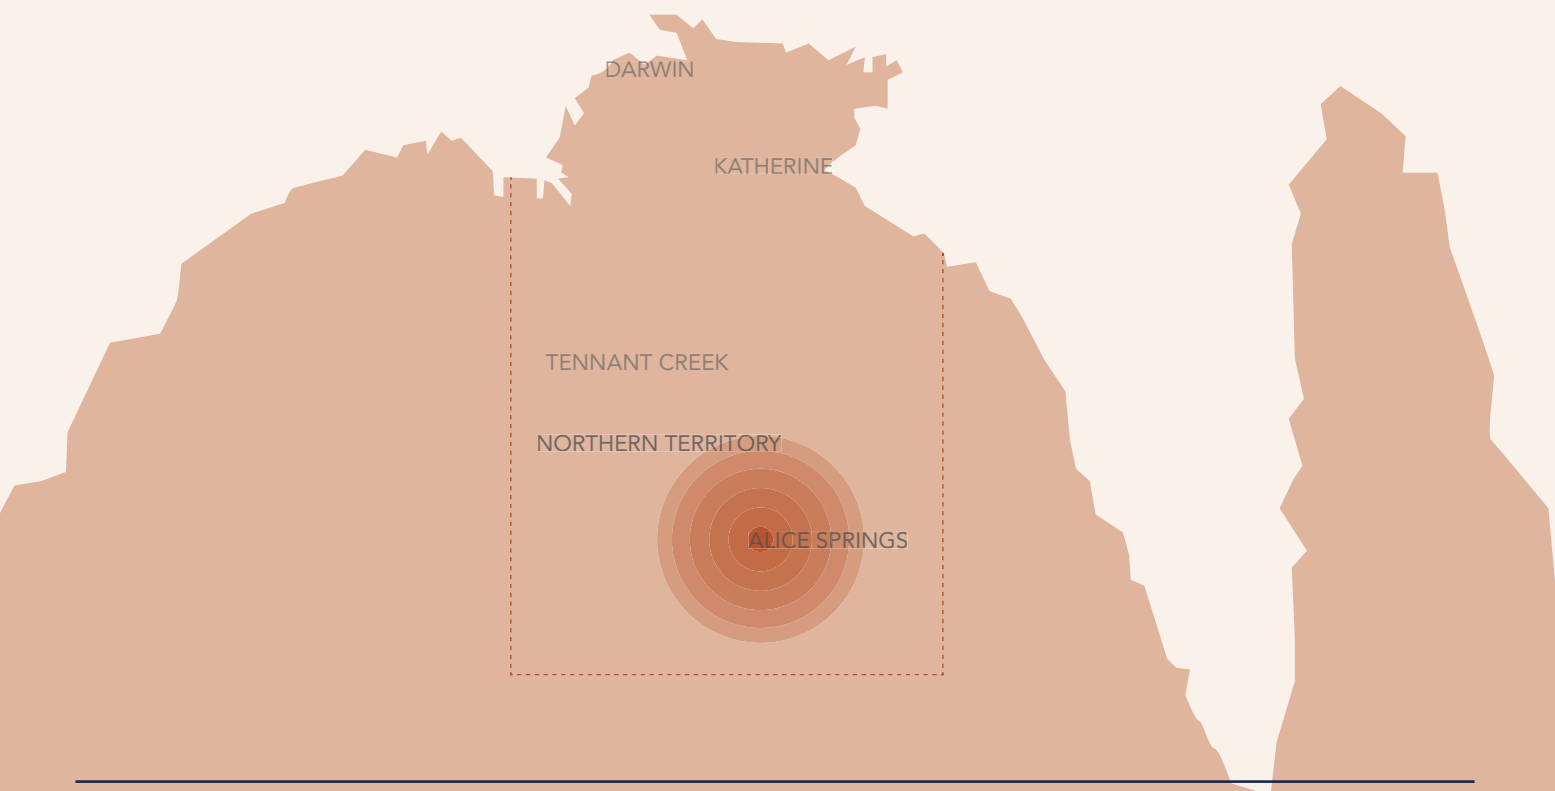 DARWIN
KATHERINE
TENNANT CREEK
NORTHERN TERRITORY
ALICE SPRINGS